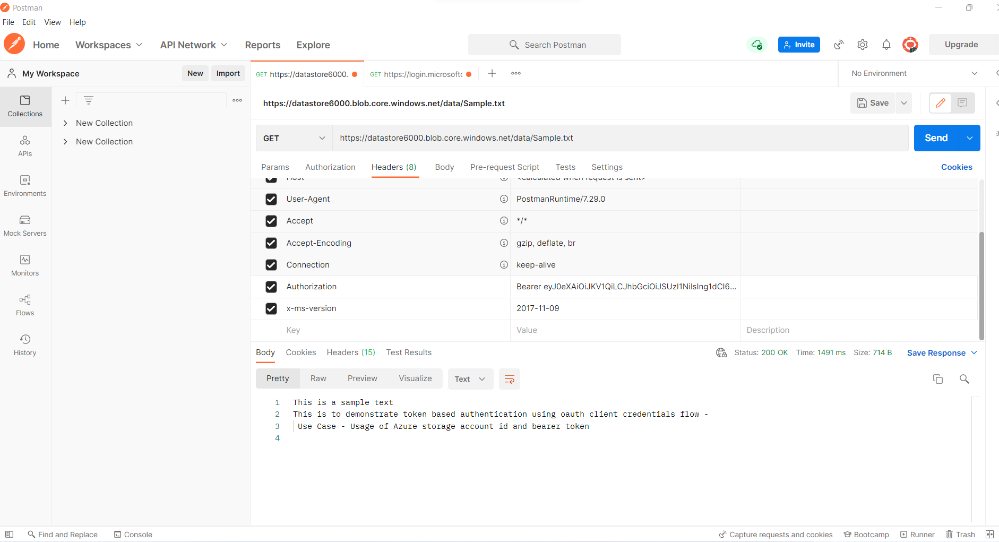 Postman
File Edit View Help
Home Workspaces API Network Reports Explore Search Postman Invite Upgrade
My Workspace New Import GET https://datastore6000. GET https://login.microsoftc No Environment
Collections
APIs
Environments
Mock Servers
Monitors
Flows
History
New Collection
New Collection
https://datastore6000.blob.core.windows.net/data/Sample.txt Save
GET https://datastore6000.blob.core.windows.net/data/Sample.txt Send
Params Authorization Headers (8) Body Pre-request Script Tests Settings Cookies
Host <calculated when request is sent>
User-Agent PostmanRuntime/7.29.0
Accept */*
Accept-Encoding gzip, deflate, br
Connection keep-alive
Authorization Bearer eyJ0eXAiOiJKV1QiLCJhbGciOiJSUzI1NiIsIng1dCI6...
x-ms-version 2017-11-09
Key Value Description
Body Cookies Headers (15) Test Results Status: 200 OK Time: 1491 ms Size: 714 B Save Response
Pretty Raw Preview Visualize Text
1 This is a sample text
2 This is to demonstrate token based authentication using oauth client credentials flow -
3 Use Case - Usage of Azure storage account id and bearer token
4
Find and Replace Console Capture requests and cookies Bootcamp Runner Trash